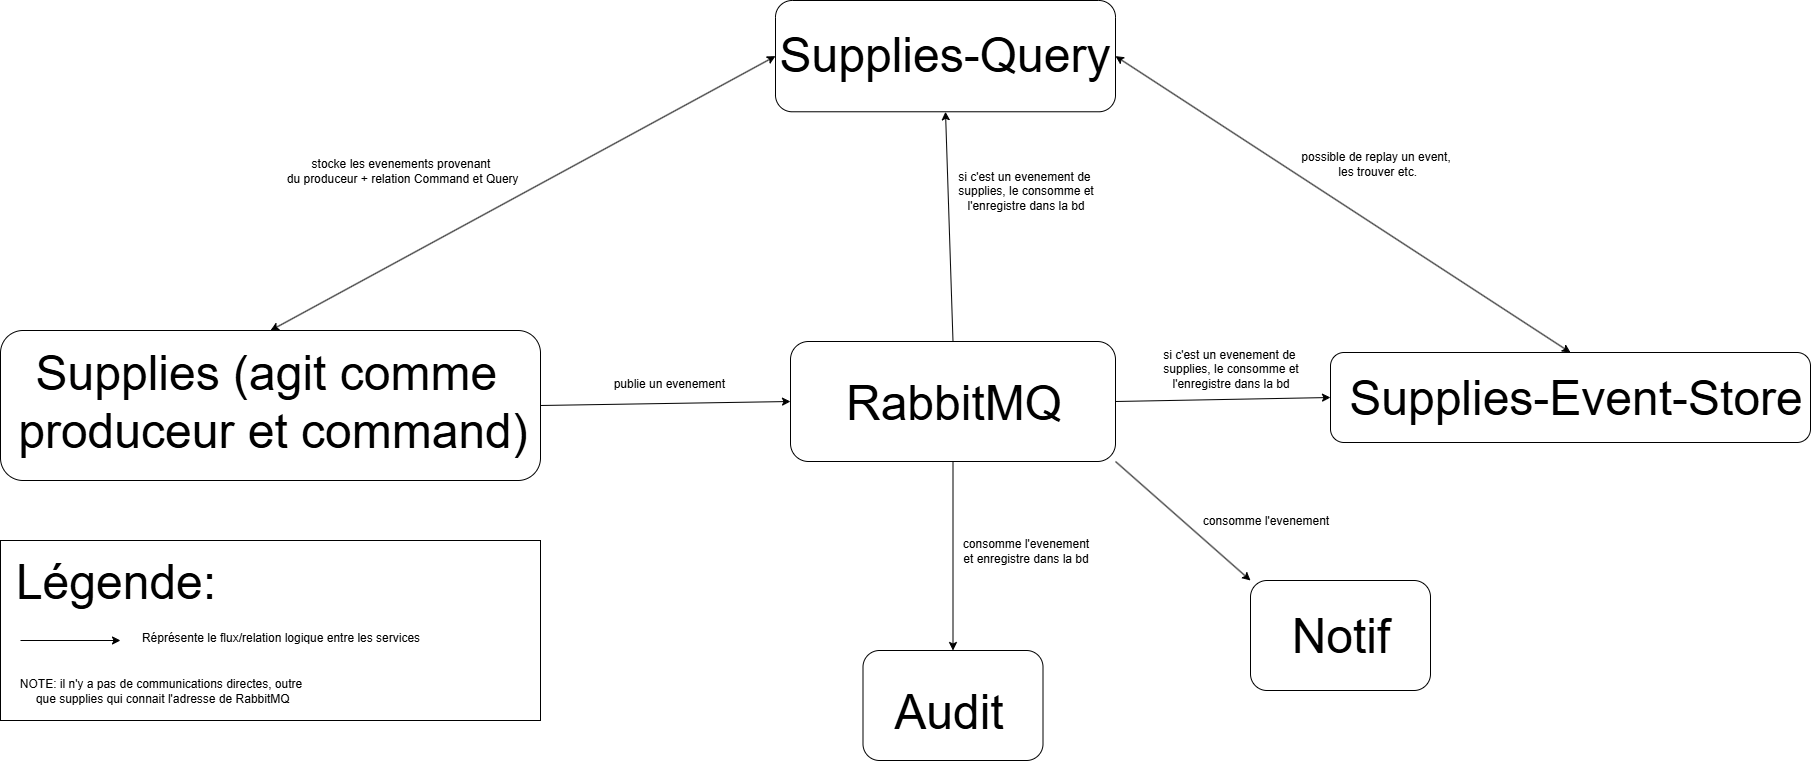 Supplies-Query
stocke les evenements provenant
du produceur + relation Command et Query
si c'est un evenement de
supplies, le consomme et
l'enregistre dans la bd
possible de replay un event,
les trouver etc.
Supplies (agit comme
produceur et command)
publie un evenement
RabbitMQ
si c'est un evenement de
supplies, le consomme et
l'enregistre dans la bd
Supplies-Event-Store
consomme l'evenement
et enregistre dans la bd
consomme l'evenement
Légende:
Réprésente le flux/relation logique entre les services
NOTE: il n'y a pas de communications directes, outre
que supplies qui connait l'adresse de RabbitMQ
Notif
Audit